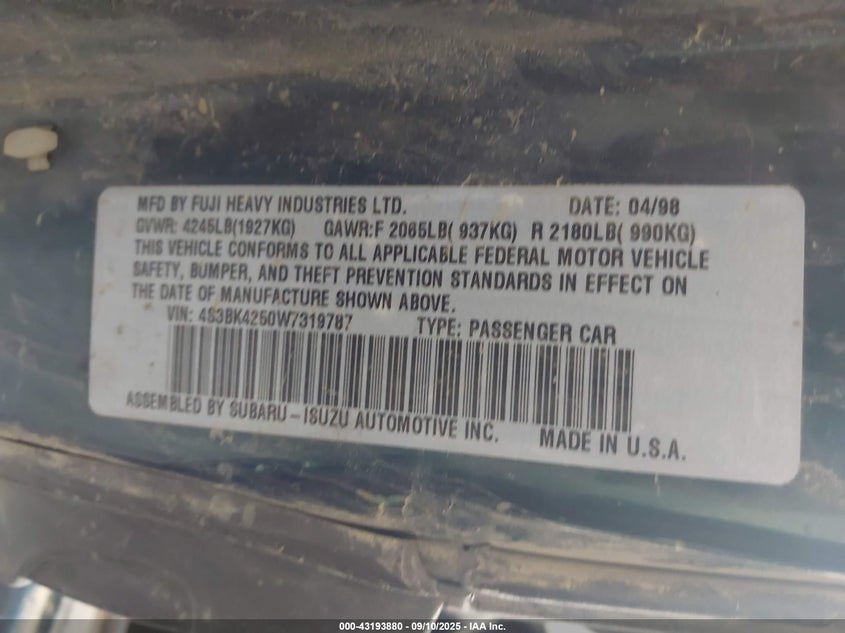 MFD BY FUJI HEAVY INDUSTRIES LTD. DATE: 04/98
GVWR: 4245LB(1927KG) GAWR:F 2065LB( 937KG) R 2180LB( 990KG)
THIS VEHICLE CONFORMS TO ALL APPLICABLE FEDERAL MOTOR VEHICLE
SAFETY, BUMPER, AND THEFT PREVENTION STANDARDS IN EFFECT ON
THE DATE OF MANUFACTURE SHOWN ABOVE.
VIN: 4S3BK4250W7319787 TYPE: PASSENGER CAR
ASSEMBLED BY SUBARU-ISUZU AUTOMOTIVE INC. MADE IN U.S.A.
000-43193880 - 09/10/2025 - IAA Inc.